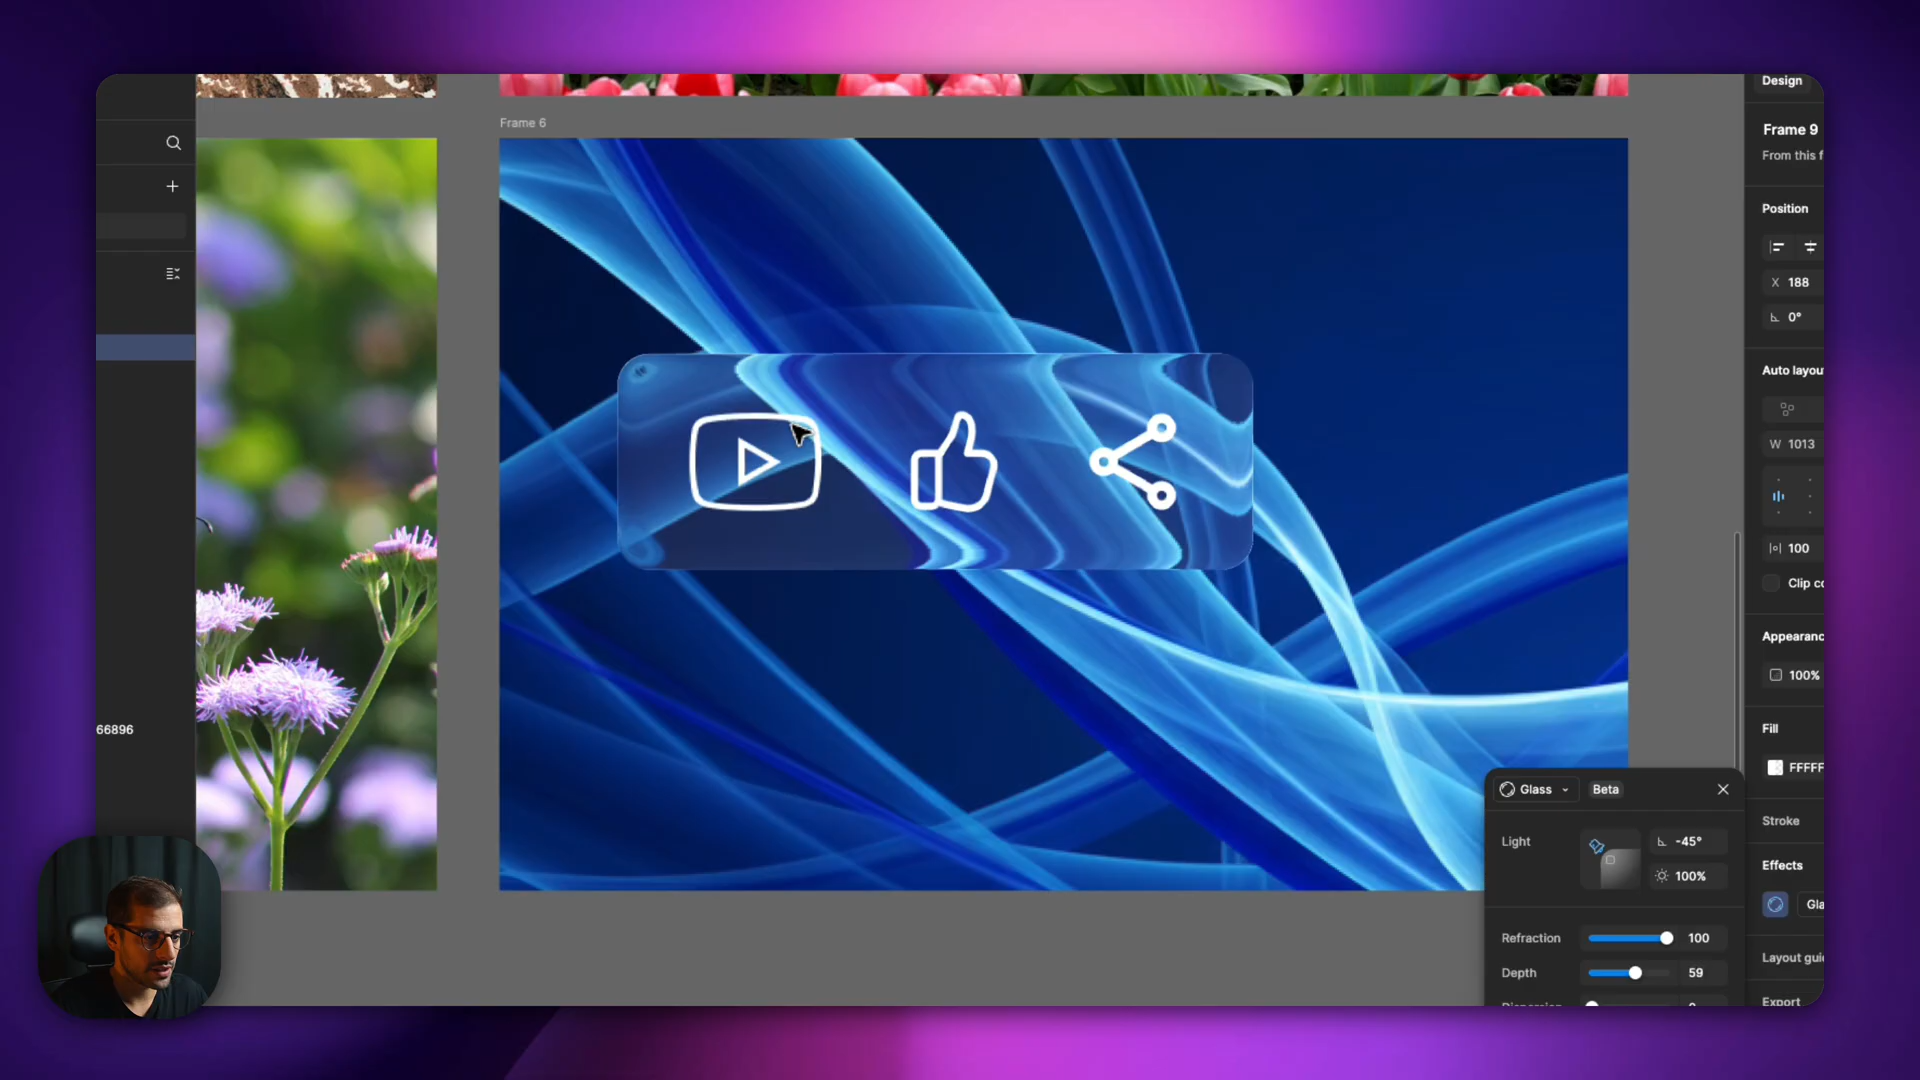 Design
Frame 6
Frame 9
From this f
Position
X 188
0°
Auto layou
W 1013
100
Clip co
Appearanc
100%
66896
Fill
FFFFF
Glass
Beta
Stroke
Light
-45°
Effects
100%
Gla
Refraction
100
Layout gui
Depth
59
Export